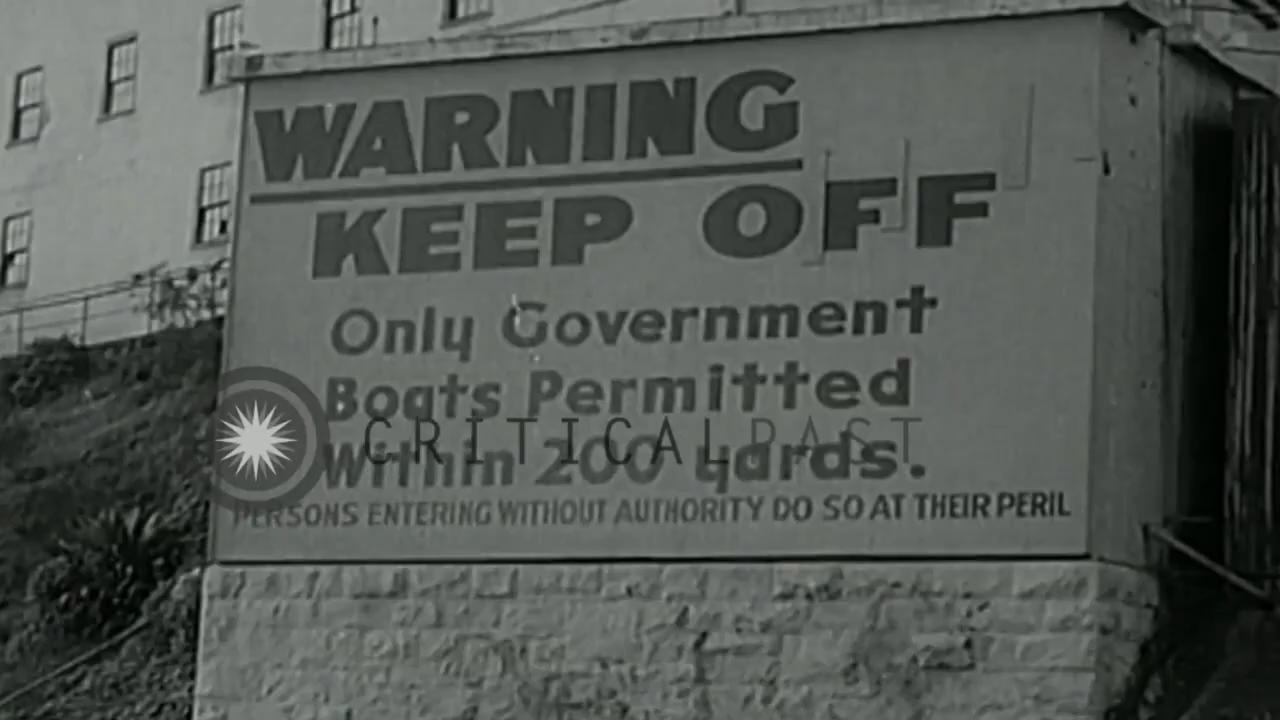 WARNING
KEEP OFF
Only Government
Boats Permitted
Within 200 yards.
CRITICALPAST
PERSONS ENTERING WITHOUT AUTHORITY DO SO AT THEIR PERIL